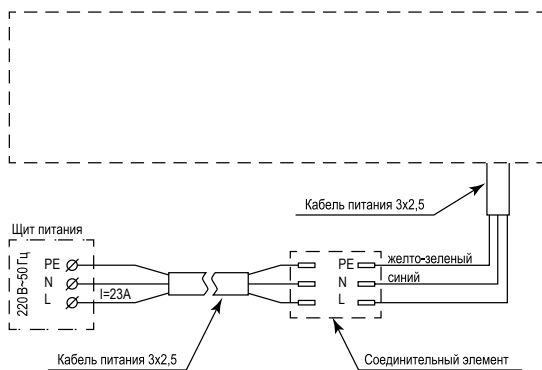 Кабель питания 3х2,5
Щит питания
220 В~50 Гц
PE
N
L
I=23А
PE
N
L
желто-зеленый
синий
Кабель питания 3х2,5
Соединительный элемент